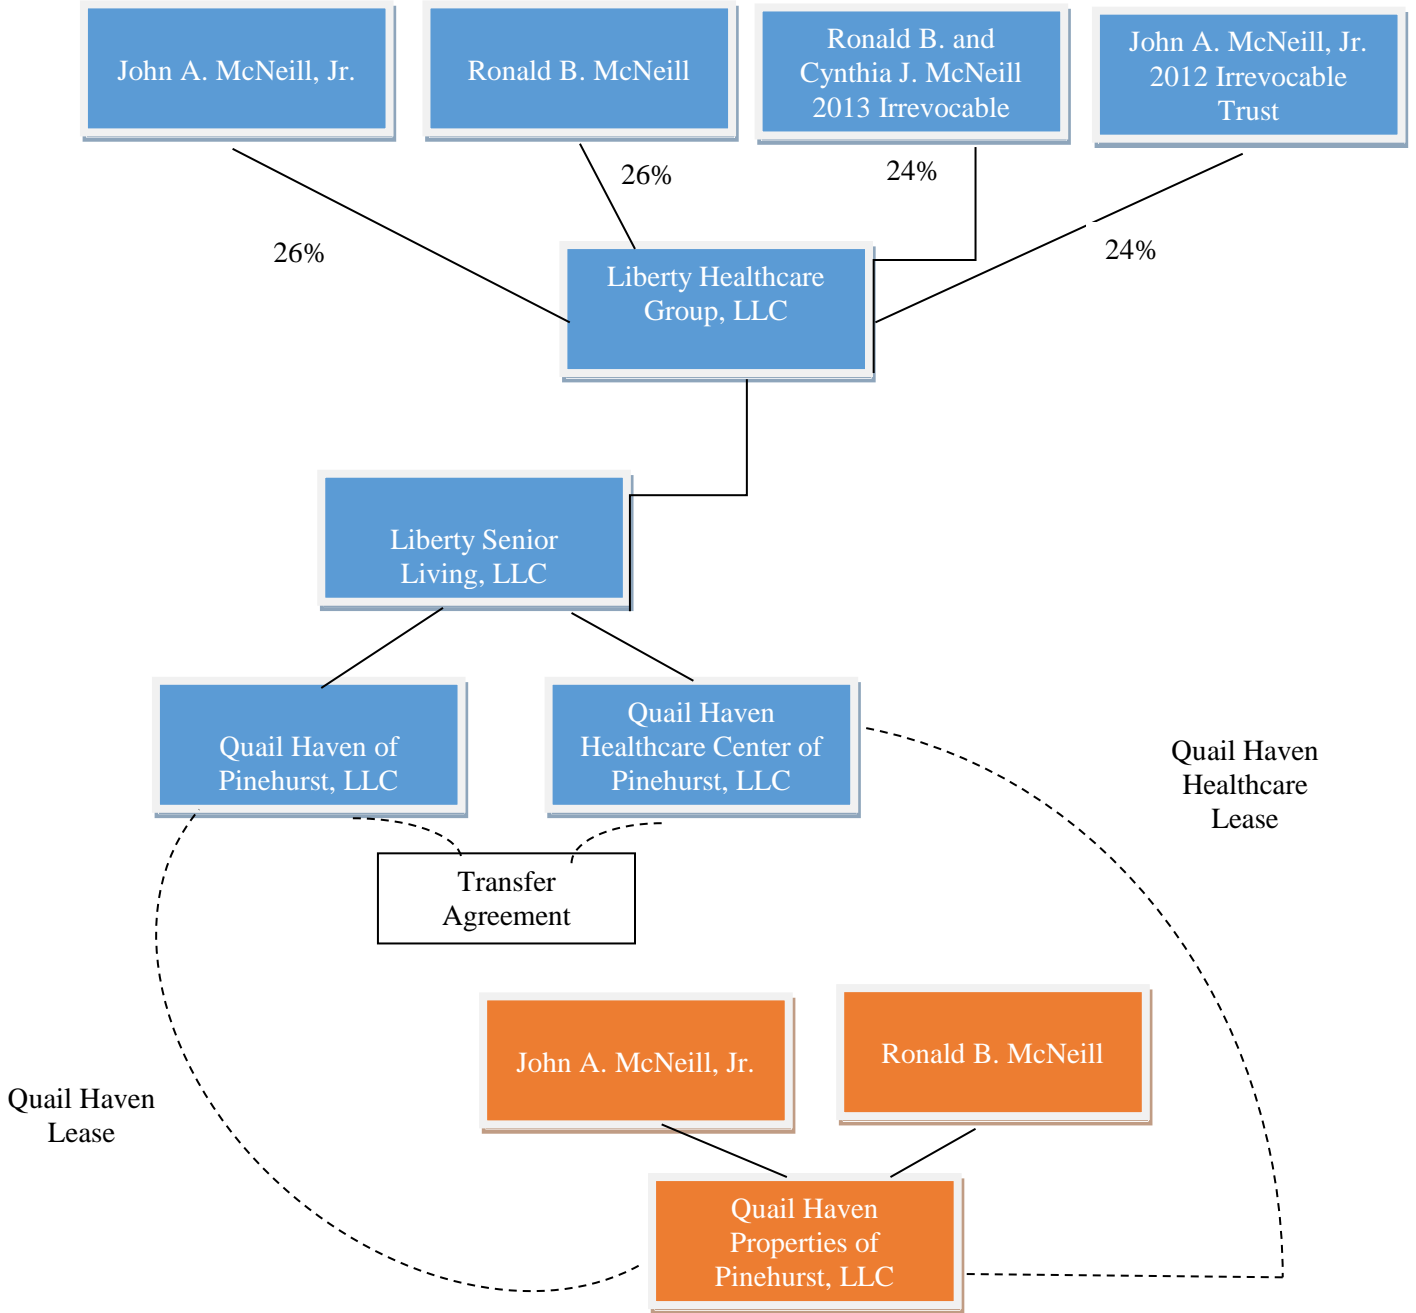 John A. McNeill, Jr.
Ronald B. McNeill
Ronald B. and
Cynthia J. McNeill
2013 Irrevocable
John A. McNeill, Jr.
2012 Irrevocable
Trust
26%
26%
24%
24%
Liberty Healthcare
Group, LLC
Liberty Senior
Living, LLC
Quail Haven of
Pinehurst, LLC
Quail Haven
Healthcare Center of
Pinehurst, LLC
Quail Haven
Healthcare
Lease
Transfer
Agreement
John A. McNeill, Jr.
Ronald B. McNeill
Quail Haven
Lease
Quail Haven
Properties of
Pinehurst, LLC